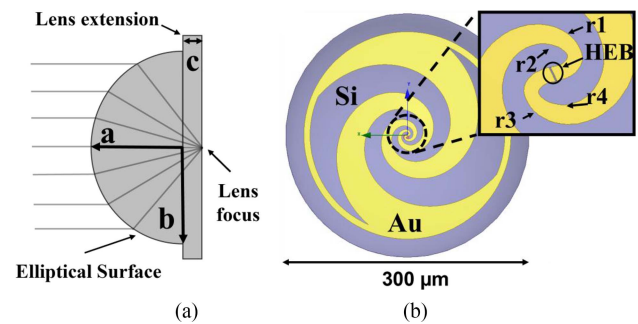 Lens extension
c
a
b
Lens
focus
Elliptical Surface
(a)
(b)
Si
Au
300 µm
r1
r2
HEB
r3
r4